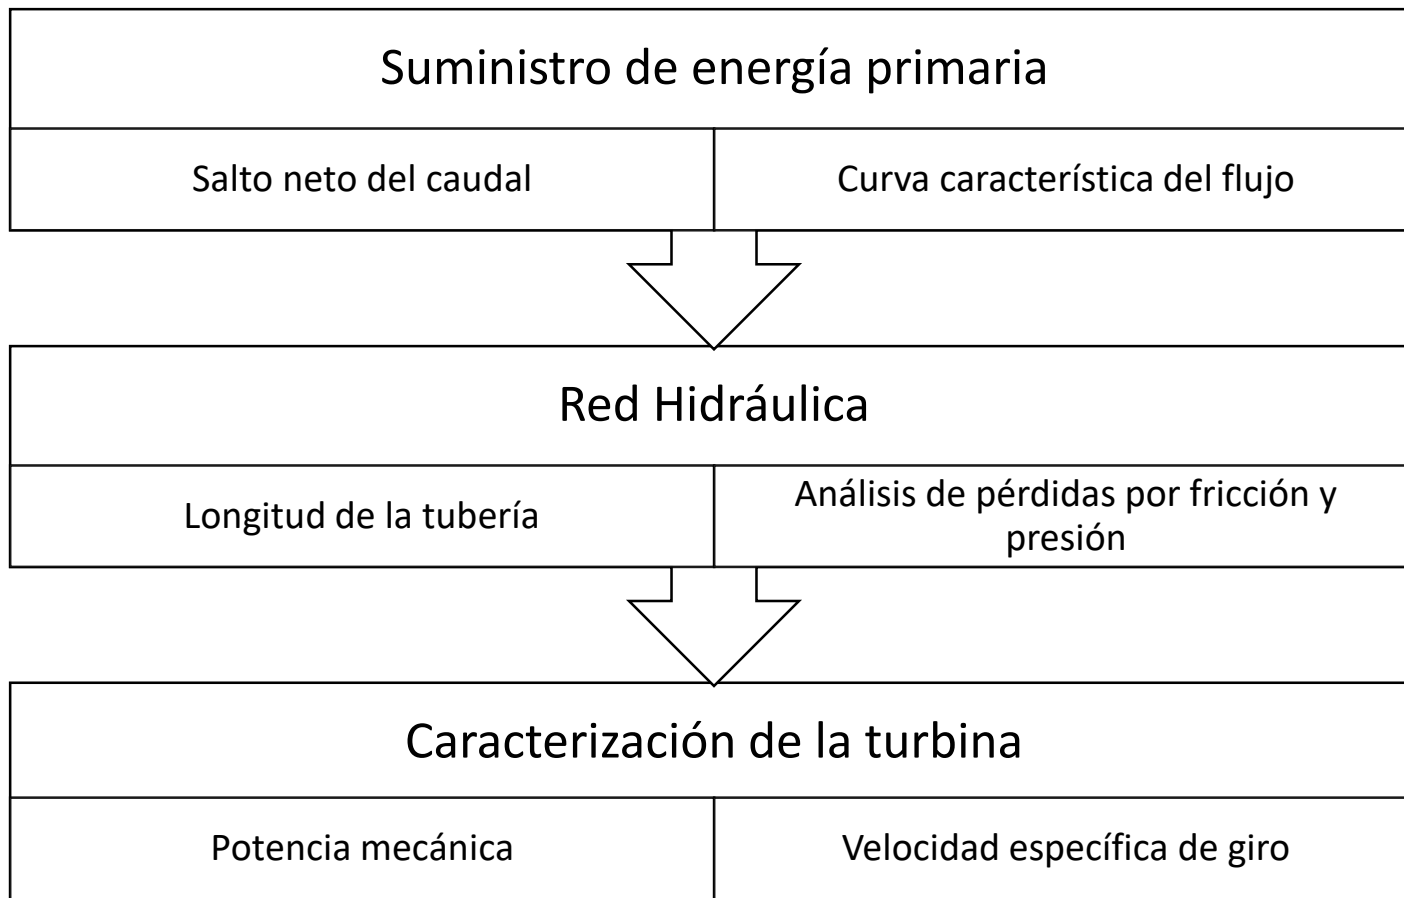 Suministro de energía primaria
Salto neto del caudal
Curva característica del flujo
Red Hidráulica
Longitud de la tubería
Análisis de pérdidas por fricción y
presión
Caracterización de la turbina
Potencia mecánica
Velocidad específica de giro